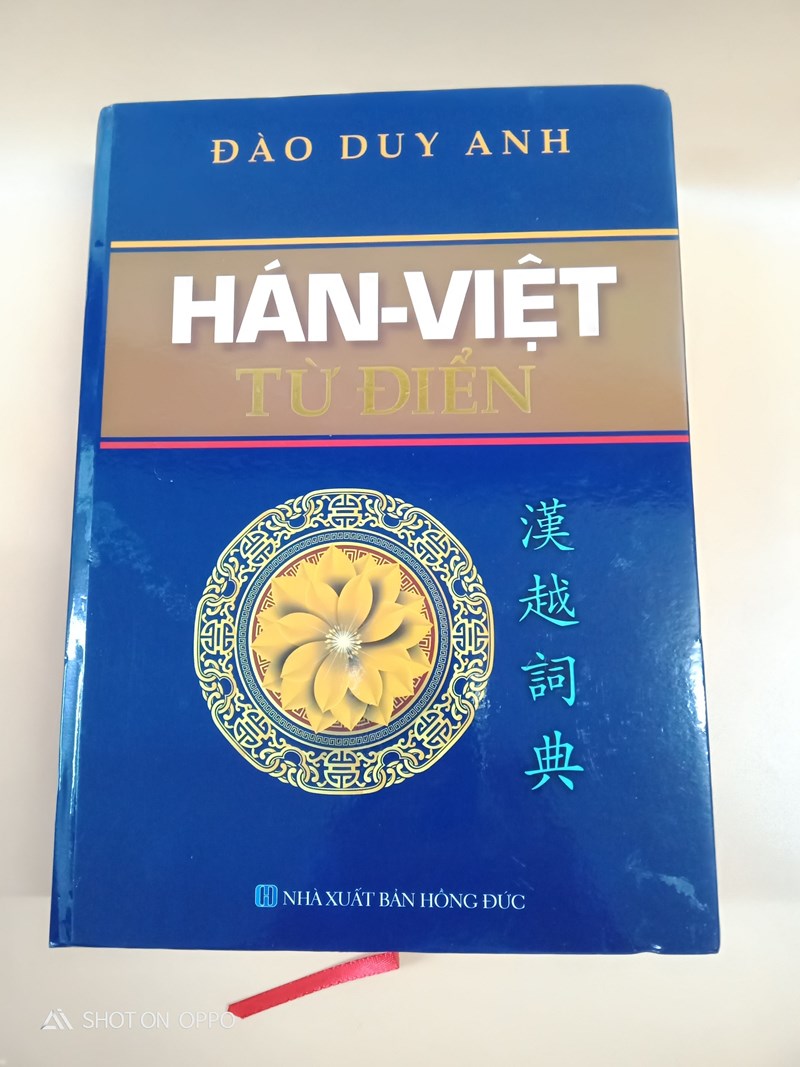 ĐÀO DUY ANH
HÁN-VIỆT
TỪ ĐIỂN
漢越詞典
NHÀ XUẤT BẢN HỒNG ĐỨC
SHOT ON OPPO